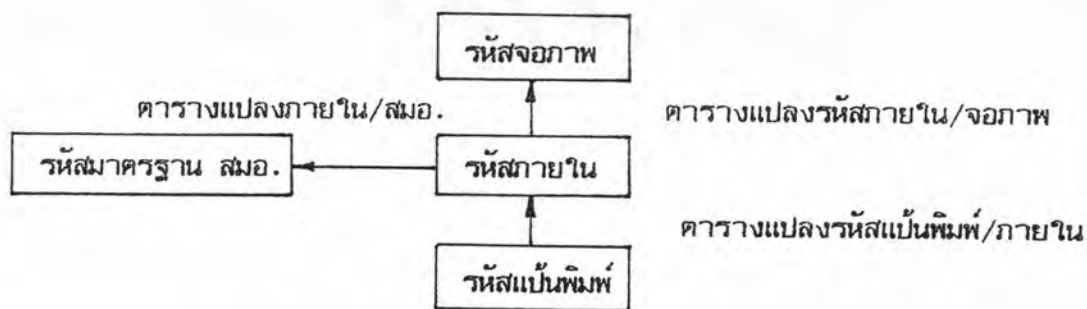 รหัสจอภาพ
ตารางแปลงภายใน/สมอ.
ตารางแปลงรหัสภายใน/จอภาพ
รหัสมาตรฐาน สมอ.
รหัสภายใน
ตารางแปลงรหัสแป้นพิมพ์/ภายใน
รหัสแป้นพิมพ์